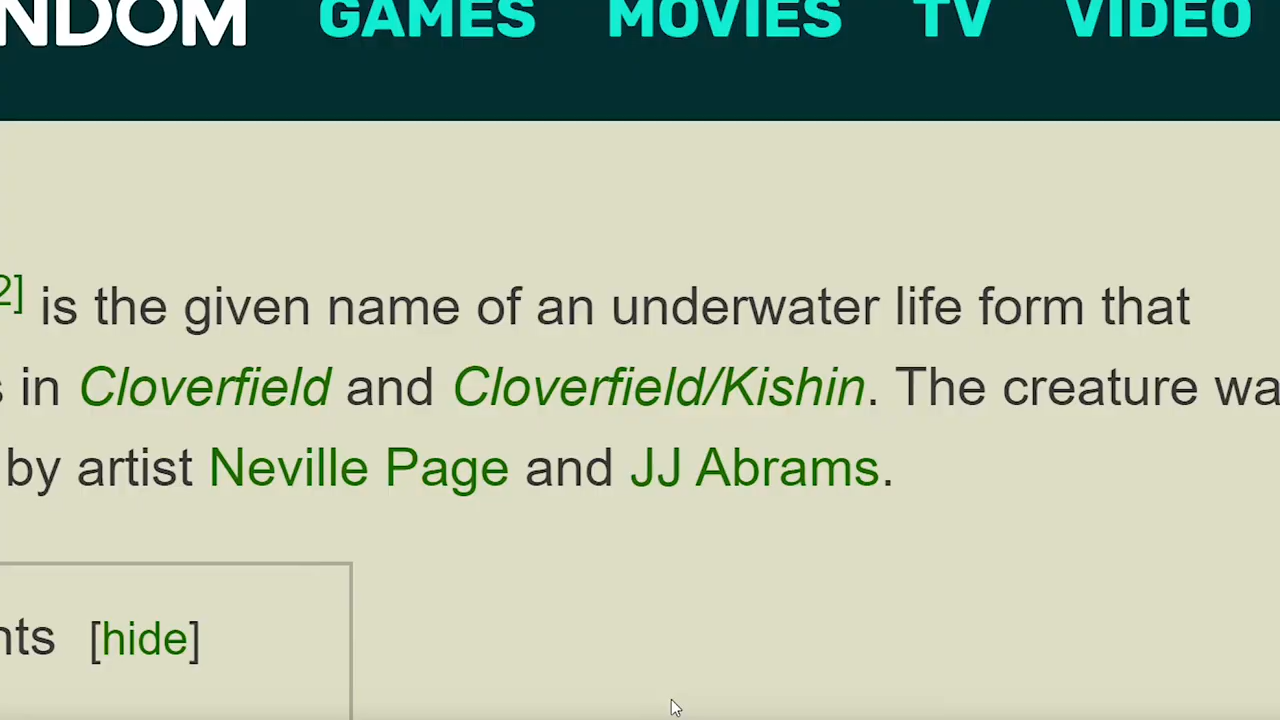 NDOM GAMES MOVIES TV VIDEO
2] is the given name of an underwater life form that
s in Cloverfield and Cloverfield/Kishin. The creature wa
by artist Neville Page and JJ Abrams.
nts [hide]